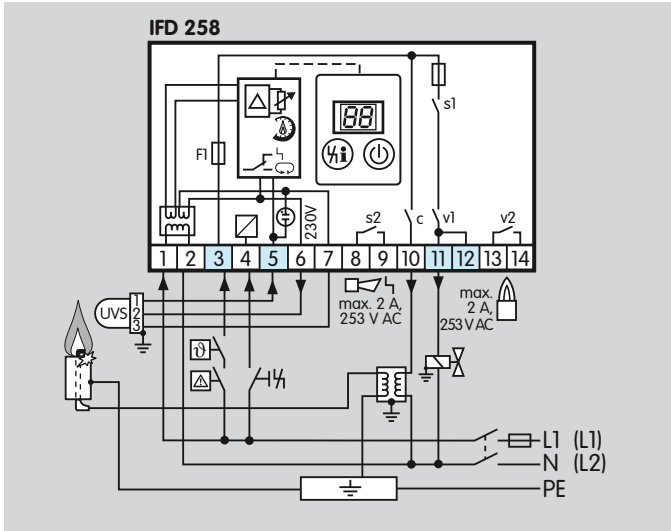 IFD 258
88
s1
F1
i
230V
s2
c
v1
v2
1 2 3 4 5 6 7 8 9 10 11 12 13 14
max. 2 A,
253 V AC
max.
2 A,
253 V AC
UVS
1
2
3
ϑ
L1 (L1)
N (L2)
PE